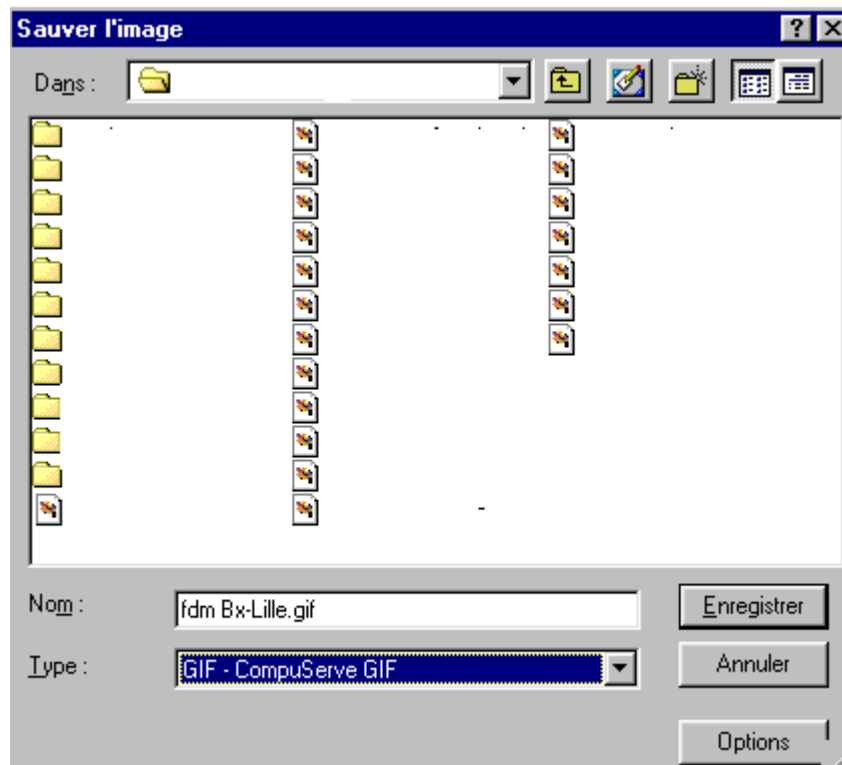 Sauver l'image
Dans :
Nom :
fdm Bx-Lille.gif
Enregistrer
Type :
GIF - CompuServe GIF
Annuler
Options